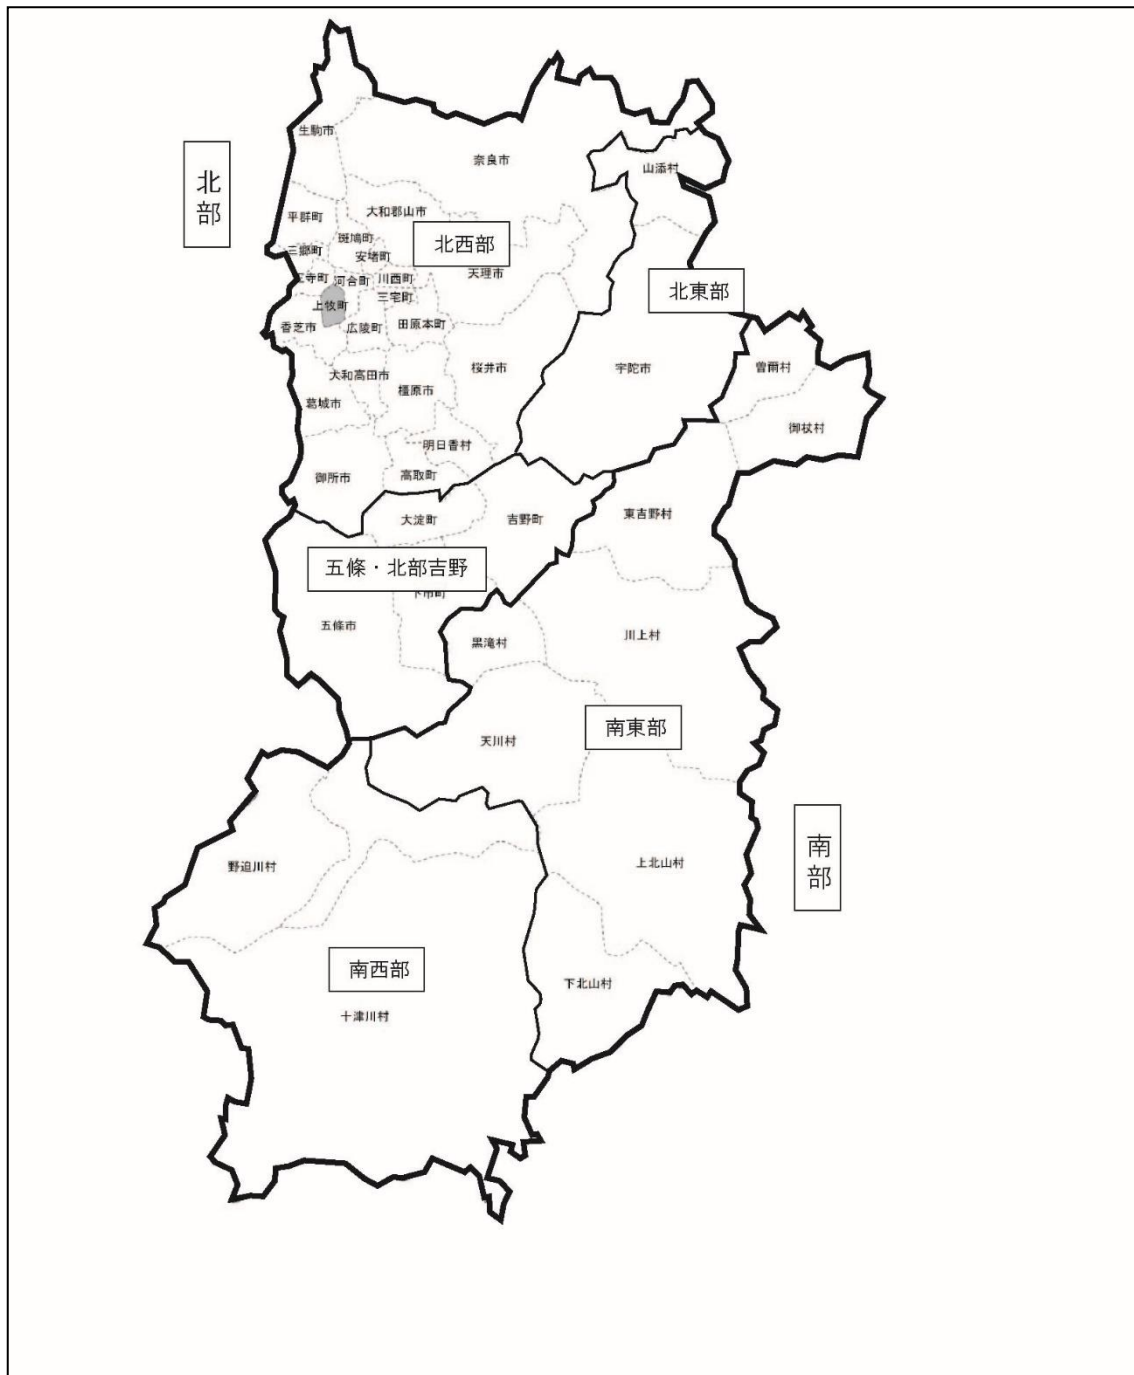 生駒市
奈良市
山添村
北部
平群町
大和郡山市
斑鳩町
北西部
三郷町
安堵町
天理市
王寺町
河合町
川西町
北東部
三宅町
上牧町
香芝市
広陵町
田原本町
大和高田市
桜井市
宇陀市
曽爾村
橿原市
葛城市
御杖村
明日香村
御所市
高取町
大淀町
吉野町
東吉野村
五條・北部吉野
下市町
五條市
黒滝村
川上村
南東部
天川村
南部
野迫川村
上北山村
南西部
下北山村
十津川村